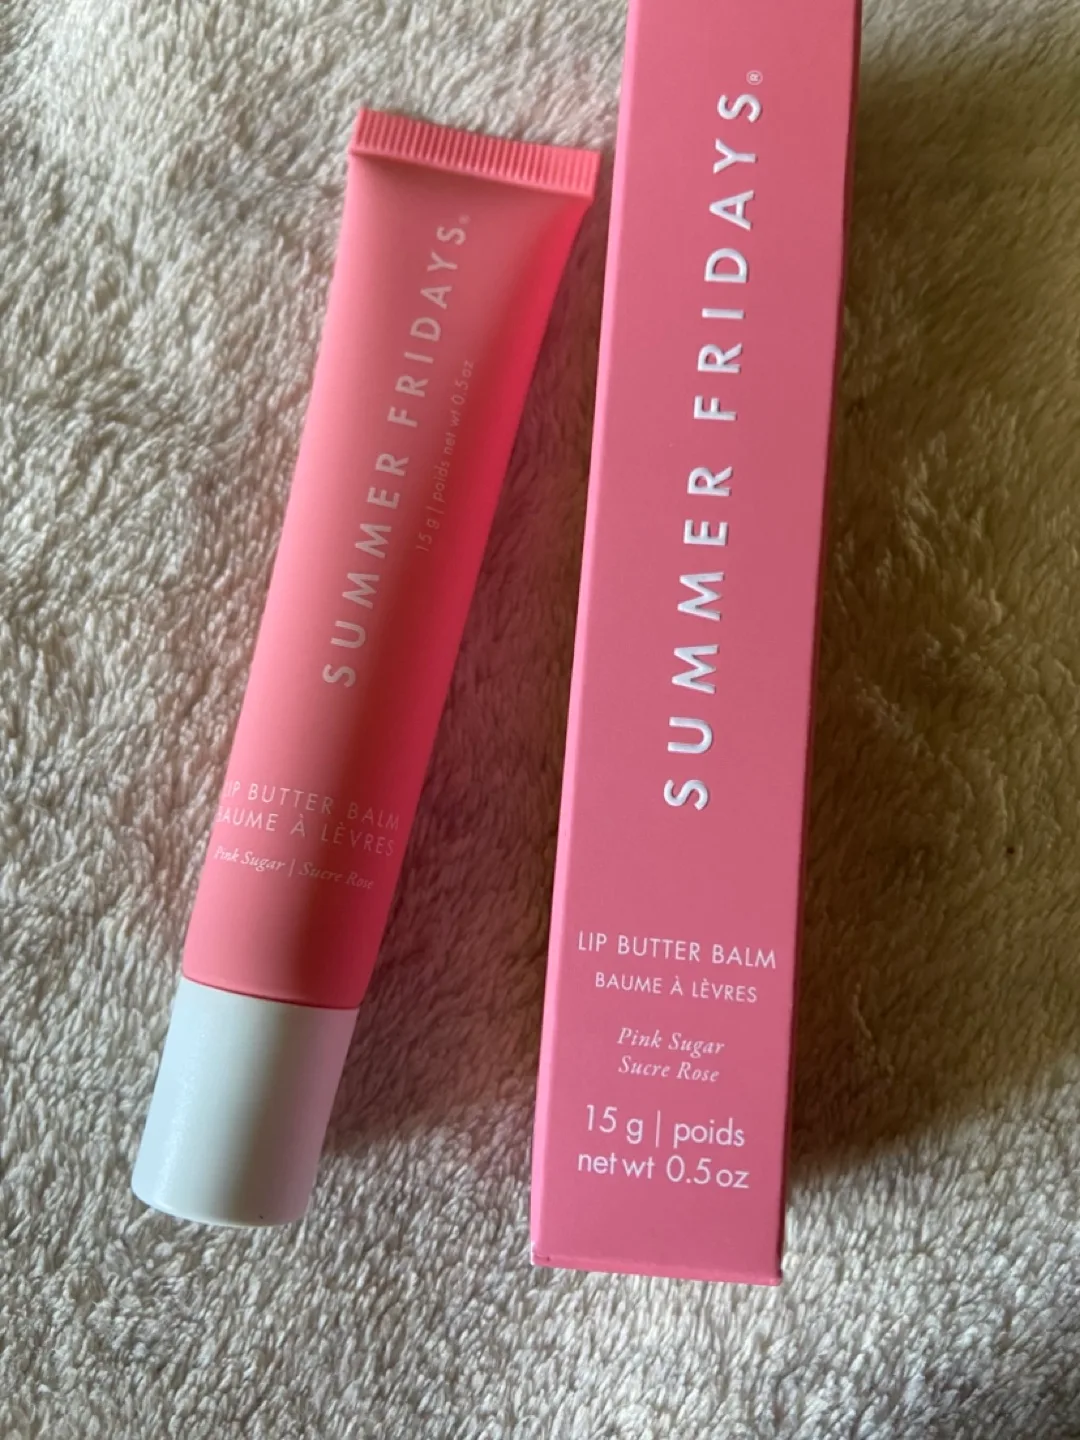 SUMMER FRIDAYS®
15 g | poids net wt 0.5 oz
LIP BUTTER BALM
BAUME À LÈVRES
Pink Sugar | Sucre Rose
SUMMER FRIDAYS®
LIP BUTTER BALM
BAUME À LÈVRES
Pink Sugar
Sucre Rose
15 g | poids
net wt 0.5 oz